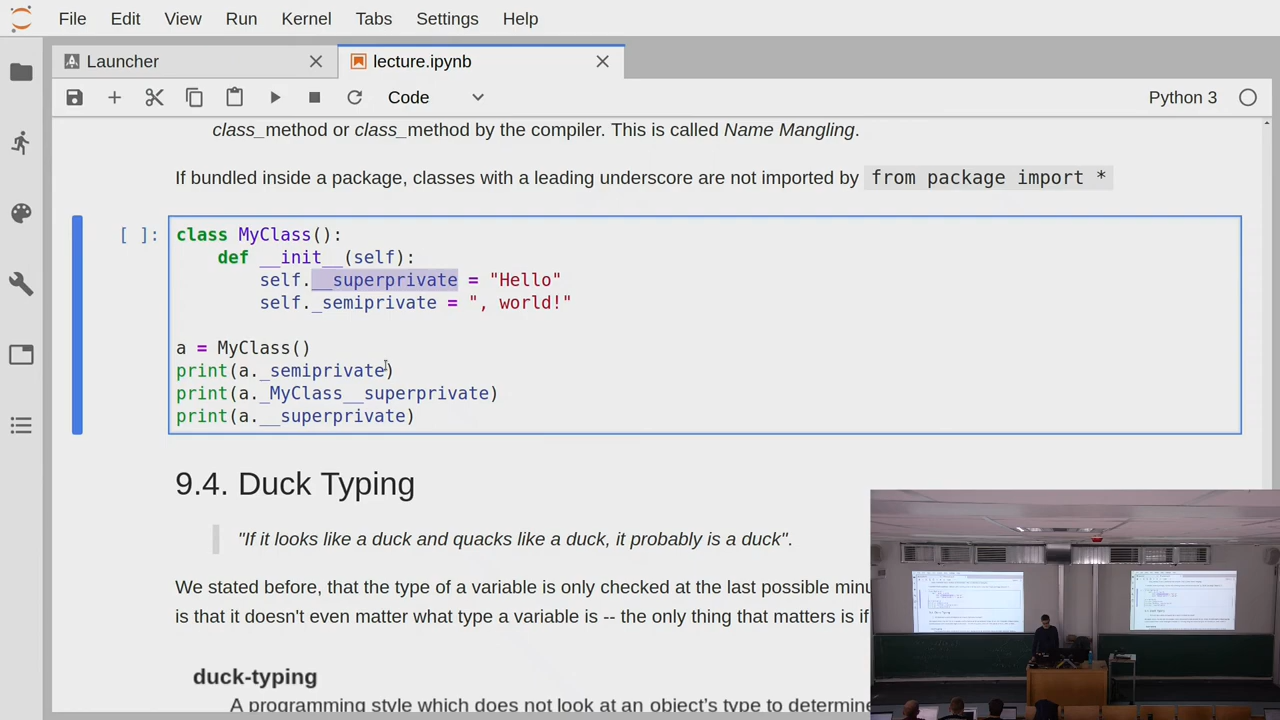 File Edit View Run Kernel Tabs Settings Help
Launcher
lecture.ipynb
Code
Python 3
class_method or class_method by the compiler. This is called Name Mangling.
If bundled inside a package, classes with a leading underscore are not imported by from package import *
[ ]:
class MyClass():
    def __init__(self):
        self.__superprivate = "Hello"
        self._semiprivate = ", world!"
a = MyClass()
print(a._semiprivate)
print(a._MyClass__superprivate)
print(a.__superprivate)
9.4. Duck Typing
"If it looks like a duck and quacks like a duck, it probably is a duck".
We stated before, that the type of a variable is only checked at the last possible minu
is that it doesn't even matter what type a variable is -- the only thing that matters is if
duck-typing
A programming style which does not look at an object's type to determine